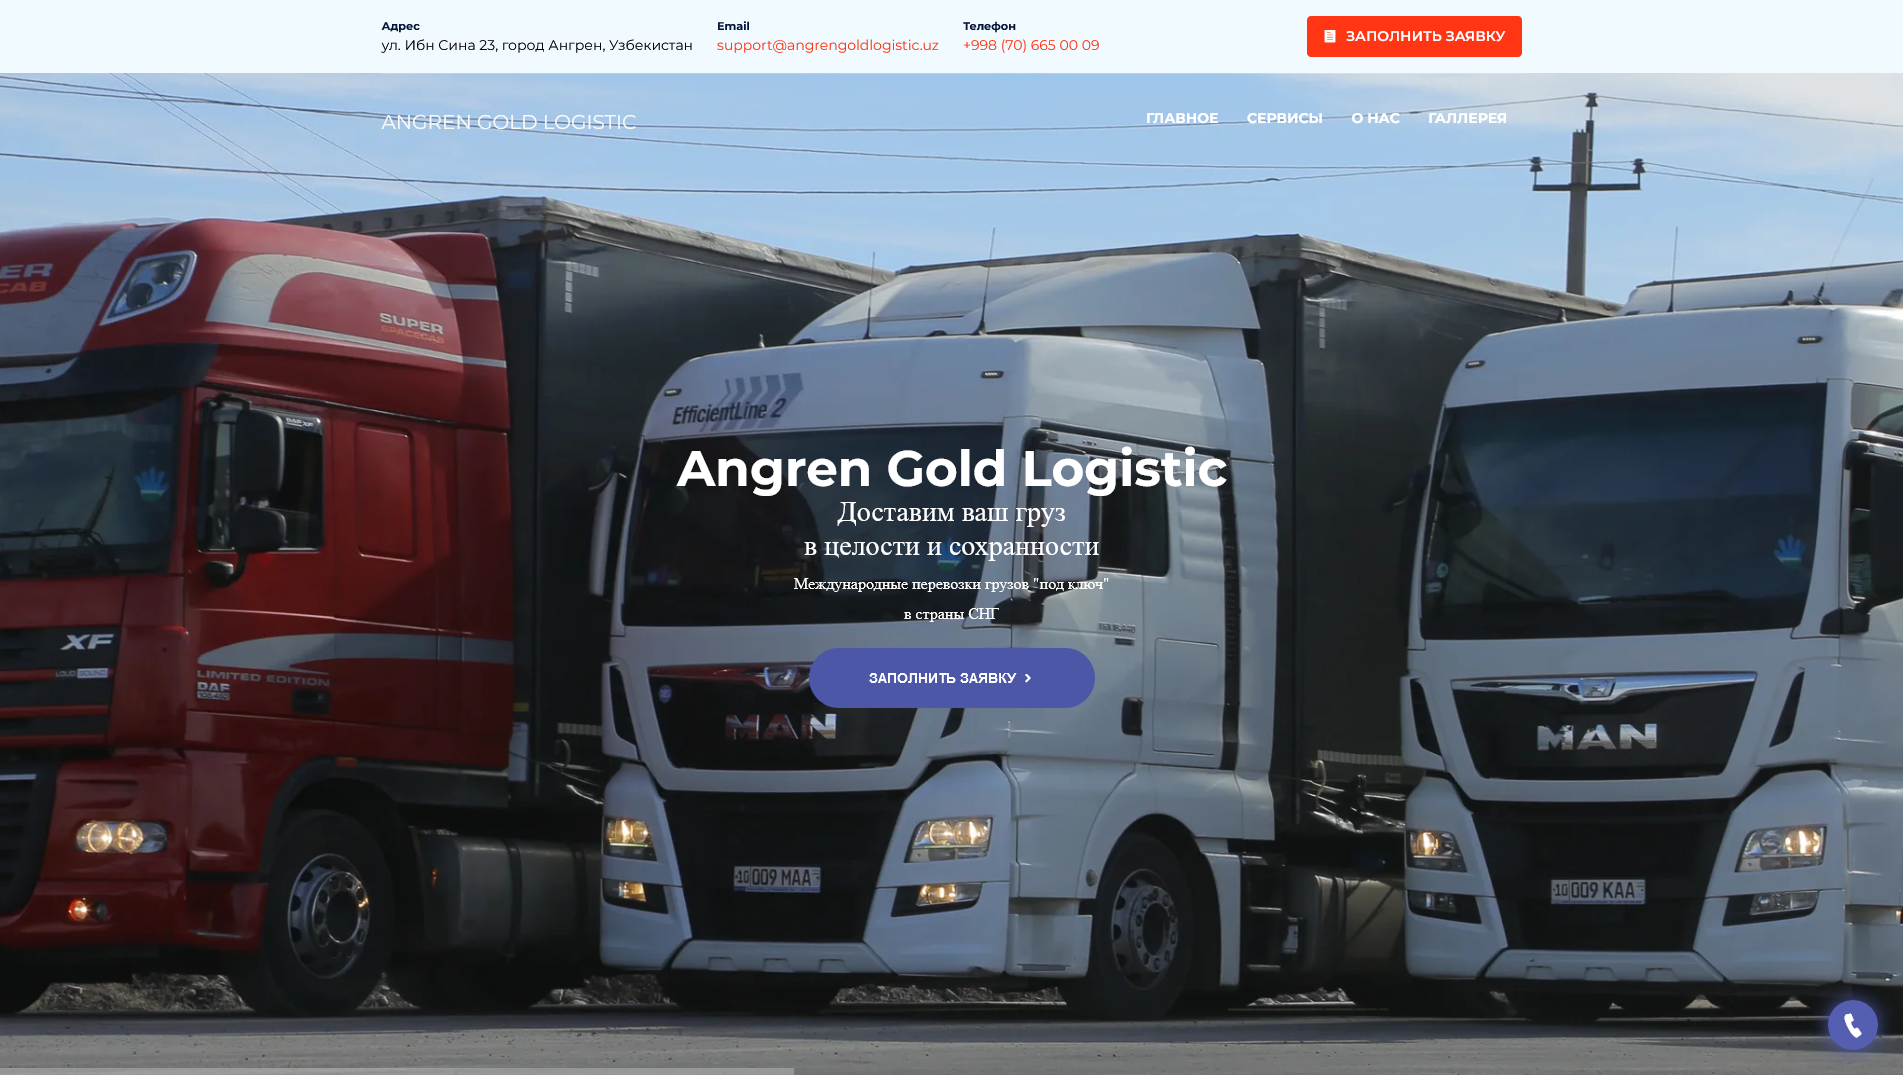 Адрес
ул. Ибн Сина 23, город Ангрен, Узбекистан
Email
support@angrengoldlogistic.uz
Телефон
+998 (70) 665 00 09
ЗАПОЛНИТЬ ЗАЯВКУ
ANGREN GOLD LOGISTIC
ГЛАВНОЕ СЕРВИСЫ О НАС ГАЛЛЕРЕЯ
SUPER
SPACECAB
EfficientLine 2
Angren Gold Logistic
Доставим ваш груз
в целости и сохранности
Международные перевозки грузов "под ключ"
в страны СНГ
ЗАПОЛНИТЬ ЗАЯВКУ
XF
LOUD SOUND
LIMITED EDITION
DAF
MAN
MAN
10 009 MAA
10 009 KAA